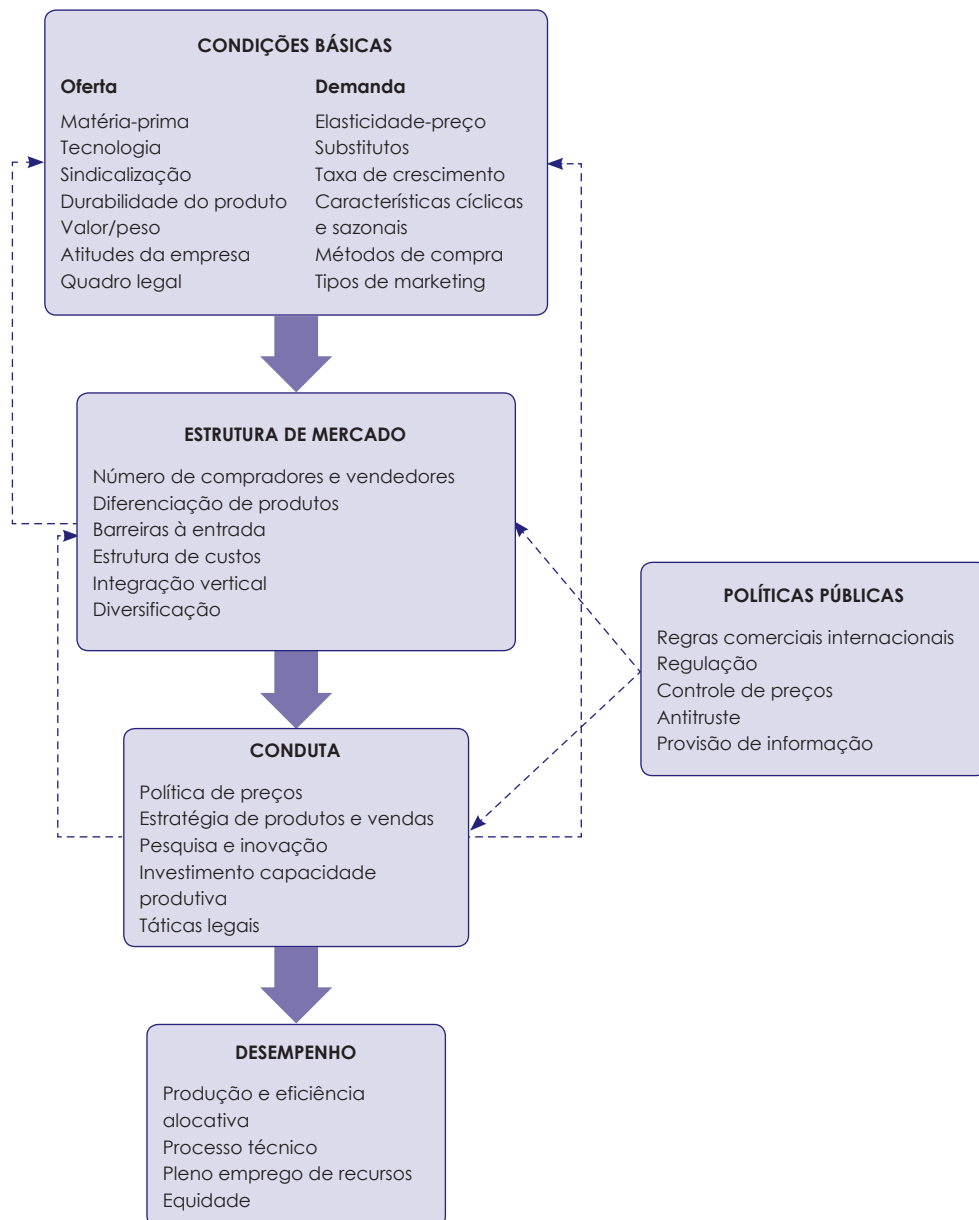 CONDIÇÕES BÁSICAS
Oferta
Matéria-prima
Tecnologia
Sindicalização
Durabilidade do produto
Valor/peso
Atitudes da empresa
Quadro legal
Demanda
Elasticidade-preço
Substitutos
Taxa de crescimento
Características cíclicas
e sazonais
Métodos de compra
Tipos de marketing
ESTRUTURA DE MERCADO
Número de compradores e vendedores
Diferenciação de produtos
Barreiras à entrada
Estrutura de custos
Integração vertical
Diversificação
POLÍTICAS PÚBLICAS
Regras comerciais internacionais
Regulação
Controle de preços
Antitruste
Provisão de informação
CONDUTA
Política de preços
Estratégia de produtos e vendas
Pesquisa e inovação
Investimento capacidade
produtiva
Táticas legais
DESEMPENHO
Produção e eficiência
alocativa
Processo técnico
Pleno emprego de recursos
Equidade